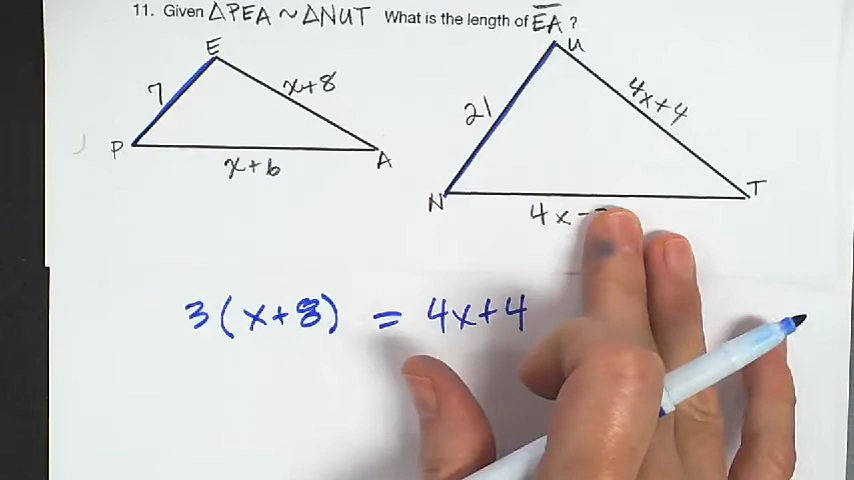 11. Given △PEA ~ △NUT What is the length of EA?
E
U
7
x+8
21
4x+4
P
A
x+6
N
T
4x-
3(x+8) = 4x+4